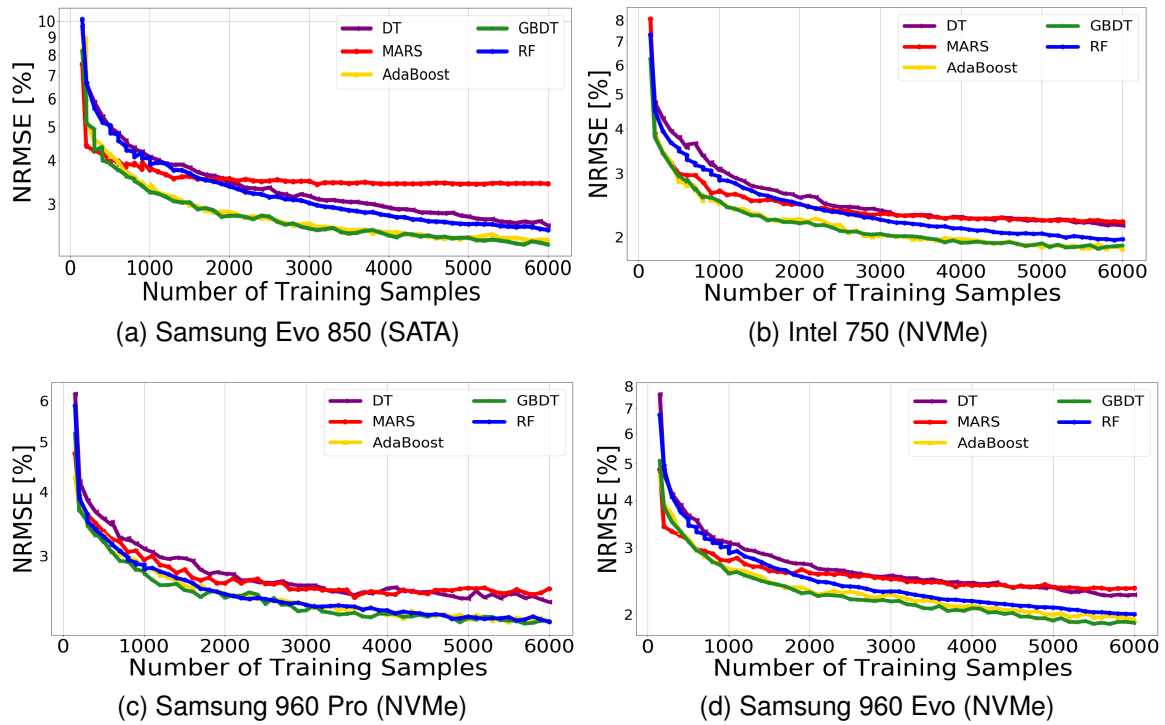 10
9
8
7
6
5
4
3
NRMSE [%]
DT
MARS
AdaBoost
GBDT
RF
0 1000 2000 3000 4000 5000 6000
Number of Training Samples
(a) Samsung Evo 850 (SATA)
8
7
6
5
4
3
2
NRMSE [%]
DT
MARS
AdaBoost
GBDT
RF
0 1000 2000 3000 4000 5000 6000
Number of Training Samples
(b) Intel 750 (NVMe)
6
5
4
3
NRMSE [%]
DT
MARS
AdaBoost
GBDT
RF
0 1000 2000 3000 4000 5000 6000
Number of Training Samples
(c) Samsung 960 Pro (NVMe)
8
7
6
5
4
3
2
NRMSE [%]
DT
MARS
AdaBoost
GBDT
RF
0 1000 2000 3000 4000 5000 6000
Number of Training Samples
(d) Samsung 960 Evo (NVMe)